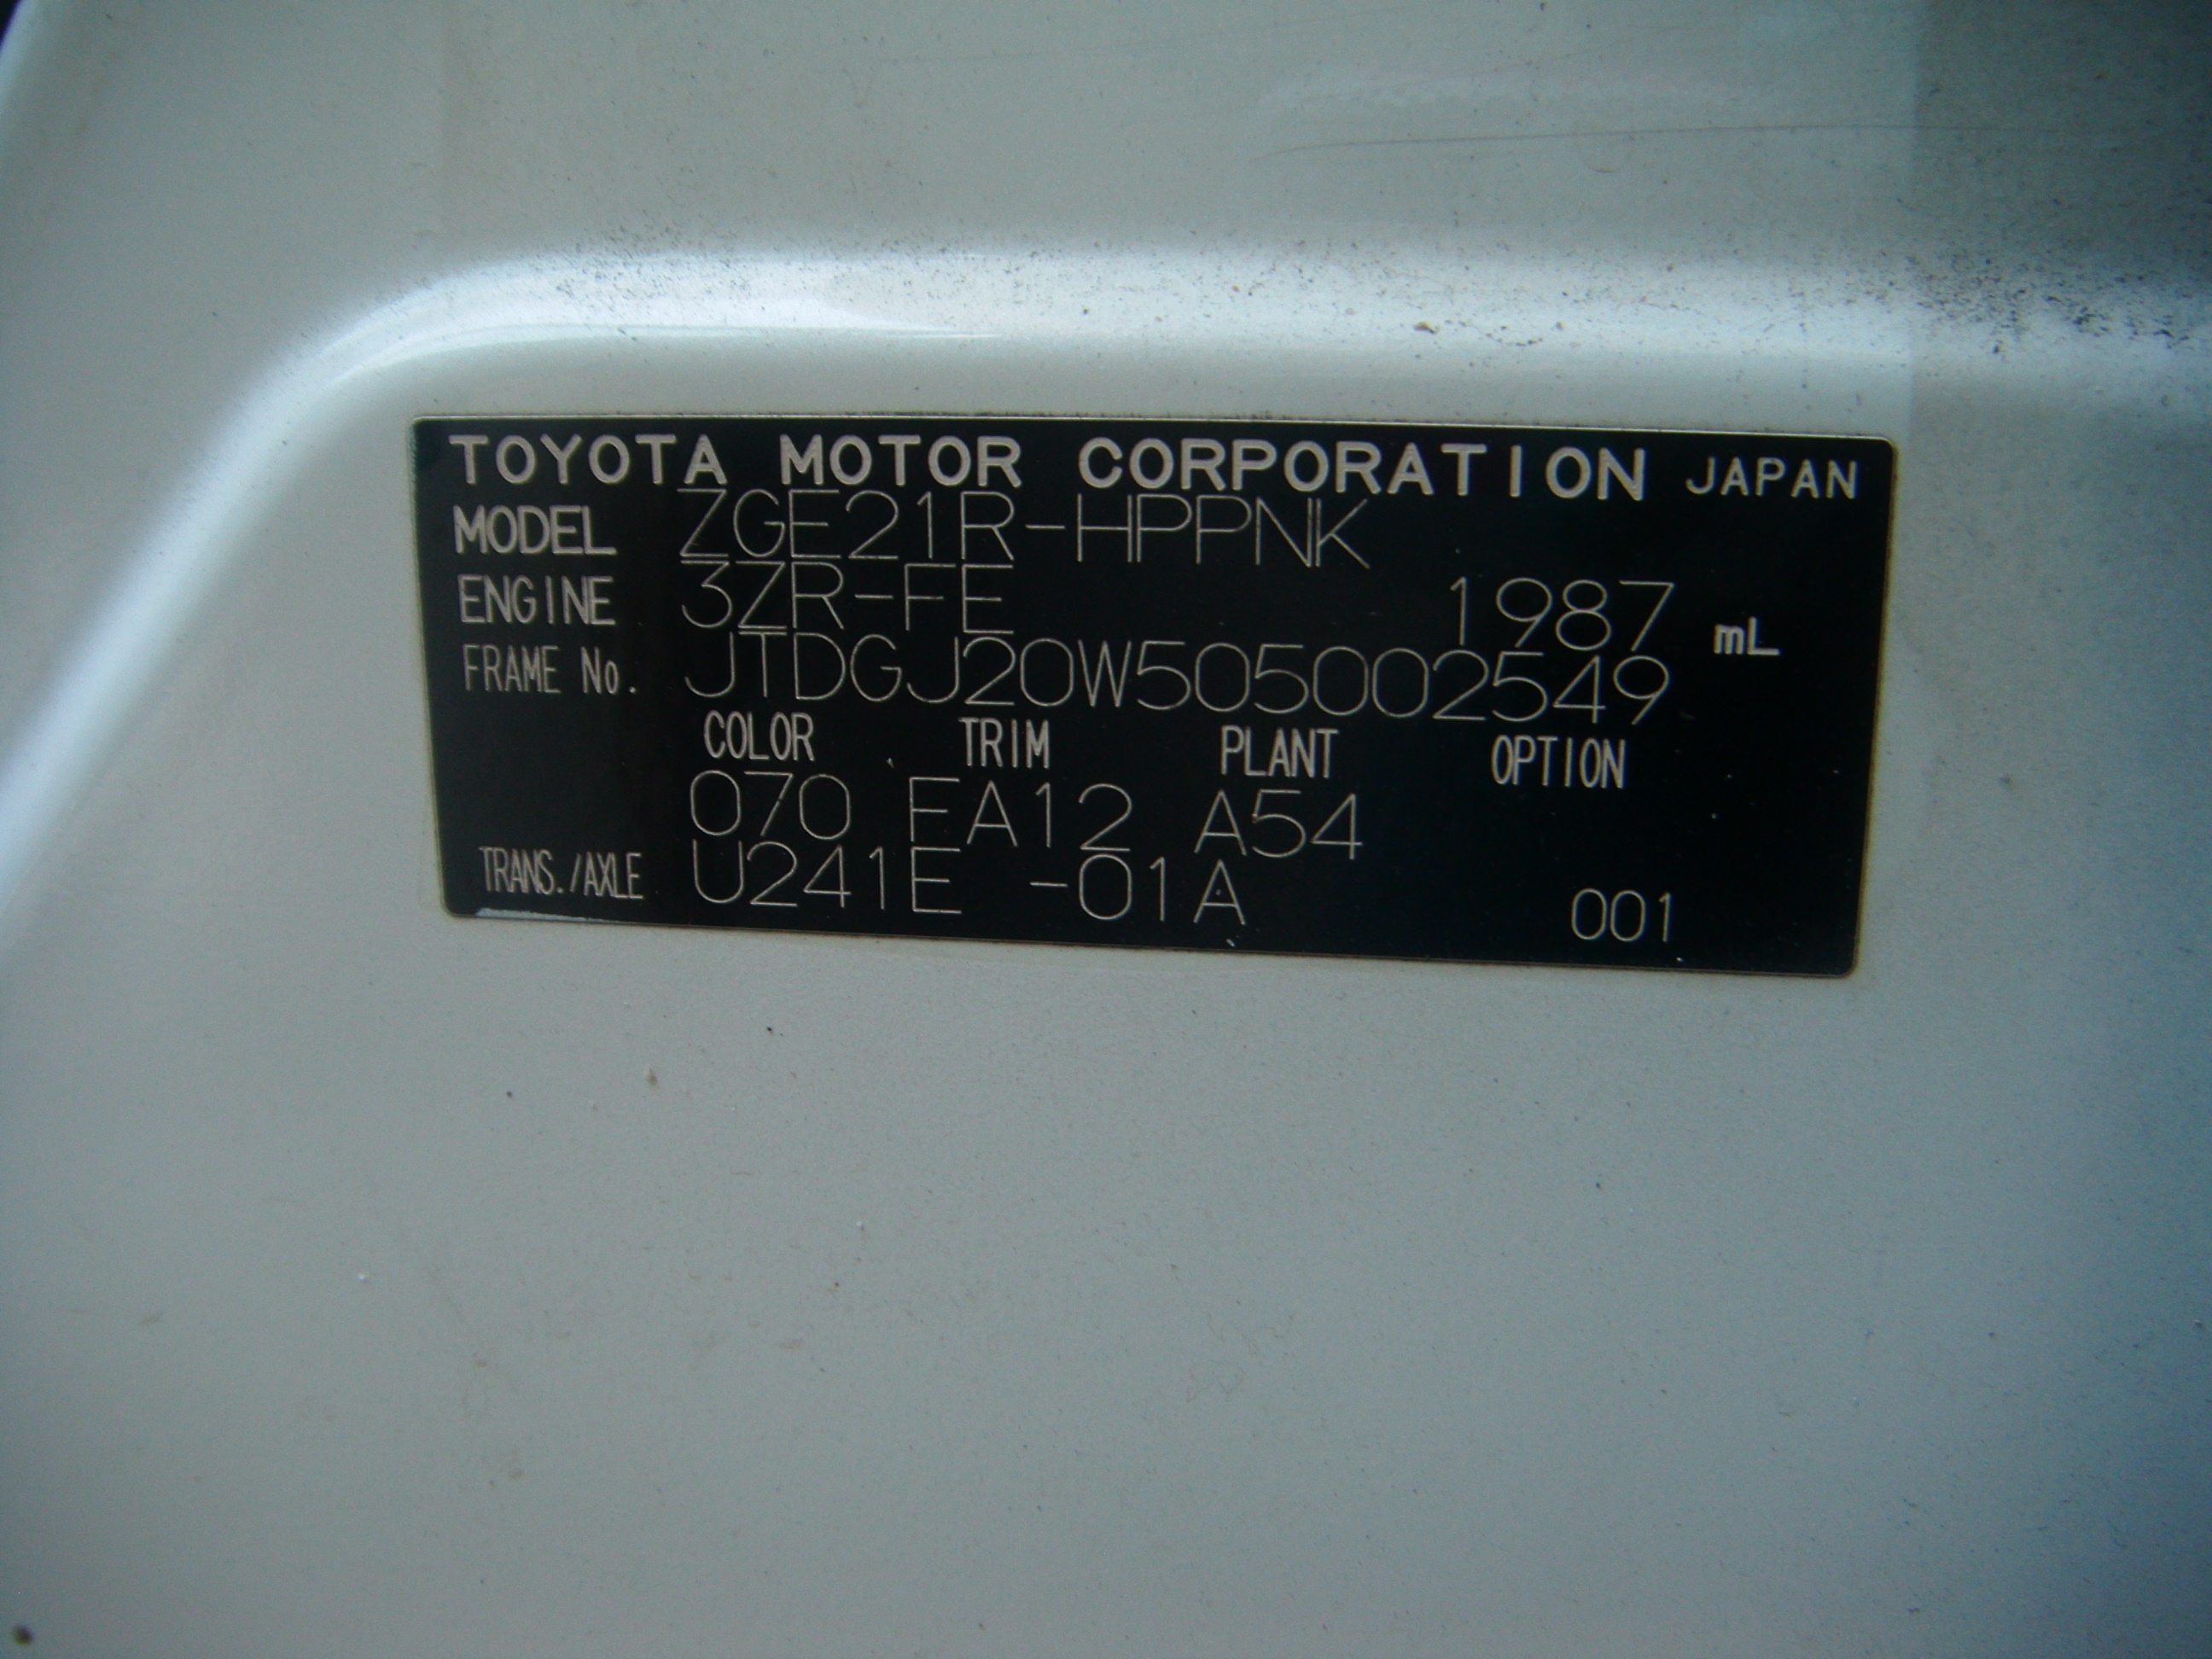 TOYOTA MOTOR CORPORATION JAPAN
MODEL ZGE21R-HPPNK
ENGINE 3ZR-FE 1987 mL
FRAME No. JTDGJ20W505002549
COLOR TRIM PLANT OPTION
070 EA12 A54
TRANS./AXLE U241E -01A 001